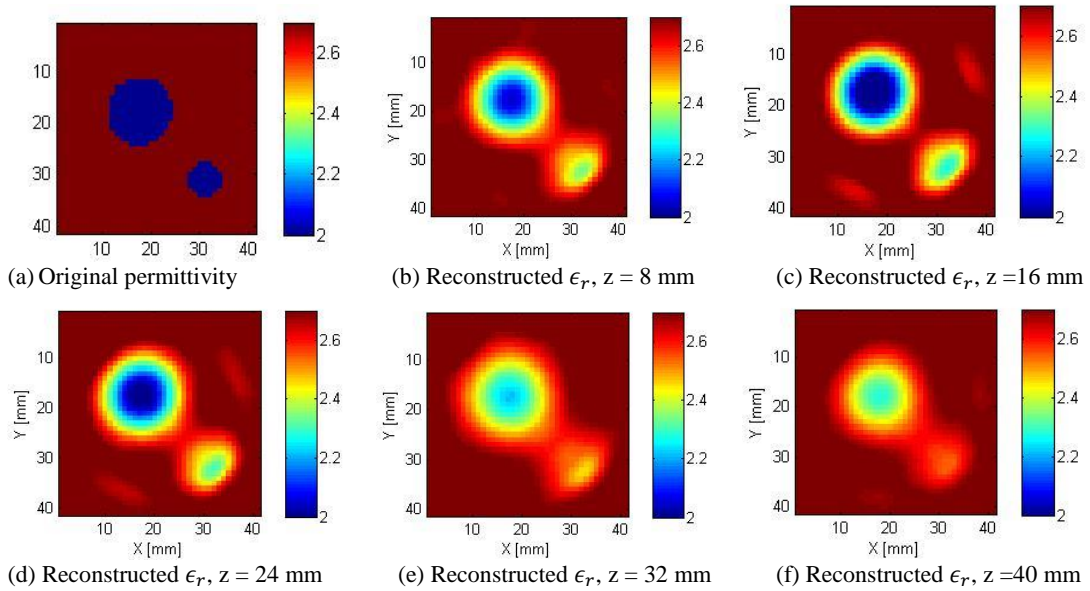 10
20
30
40
10 20 30 40
2.6
2.4
2.2
2
(a) Original permittivity
Y [mm]
10
20
30
40
10 20 30 40
X [mm]
2.6
2.4
2.2
2
(b) Reconstructed ϵᵣ, z = 8 mm
Y [mm]
10
20
30
40
10 20 30 40
X [mm]
2.6
2.4
2.2
2
(c) Reconstructed ϵᵣ, z =16 mm
Y [mm]
10
20
30
40
10 20 30 40
X [mm]
2.6
2.4
2.2
2
(d) Reconstructed ϵᵣ, z = 24 mm
Y [mm]
10
20
30
40
10 20 30 40
X [mm]
2.6
2.4
2.2
2
(e) Reconstructed ϵᵣ, z = 32 mm
Y [mm]
10
20
30
40
10 20 30 40
X [mm]
2.6
2.4
2.2
2
(f) Reconstructed ϵᵣ, z =40 mm